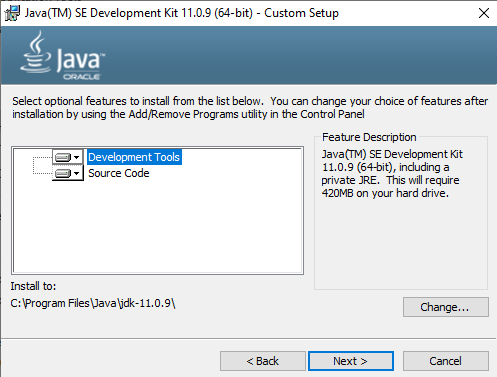 Java(TM) SE Development Kit 11.0.9 (64-bit) - Custom Setup
Java
ORACLE
Select optional features to install from the list below.  You can change your choice of features after
installation by using the Add/Remove Programs utility in the Control Panel
Development Tools
Source Code
Feature Description
Java(TM) SE Development Kit
11.0.9 (64-bit), including a
private JRE.  This will require
420MB on your hard drive.
Install to:
C:\Program Files\Java\jdk-11.0.9\
Change...
< Back
Next >
Cancel